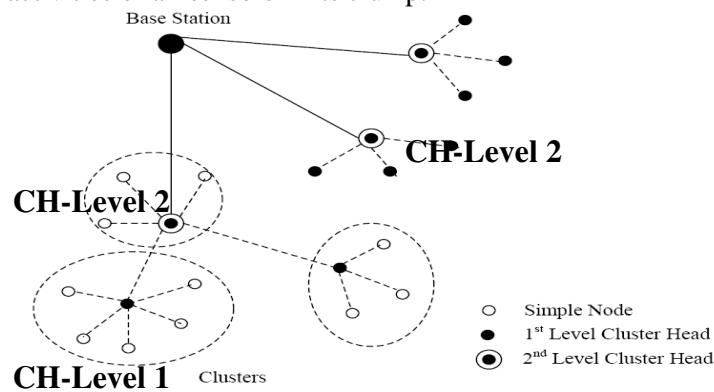 Base Station
CH-Level 2
CH-Level 2
Simple Node
1st Level Cluster Head
2nd Level Cluster Head
CH-Level 1
Clusters